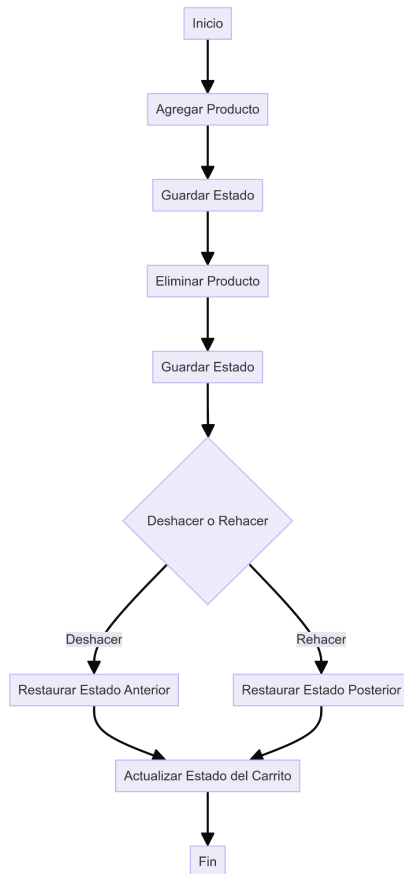 Inicio
Agregar Producto
Guardar Estado
Eliminar Producto
Guardar Estado
Deshacer o Rehacer
Deshacer
Rehacer
Restaurar Estado Anterior
Restaurar Estado Posterior
Actualizar Estado del Carrito
Fin